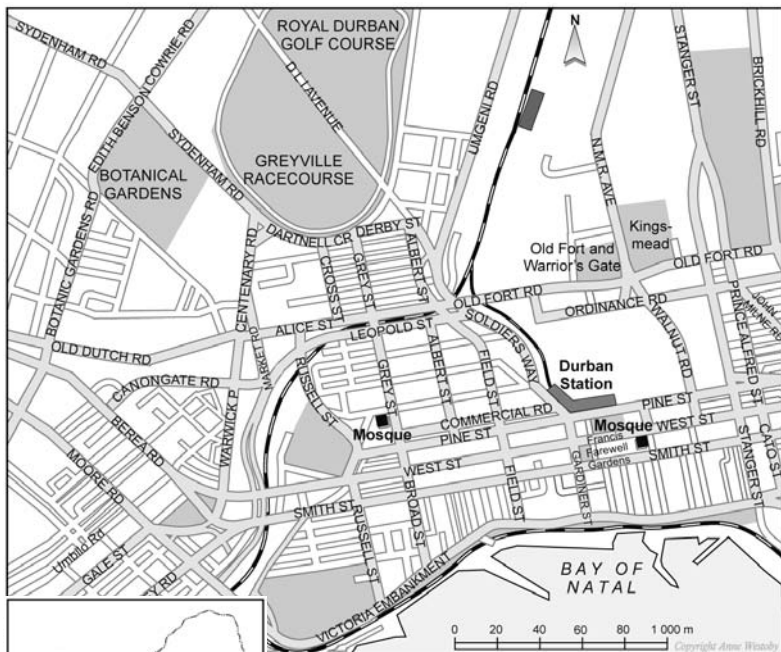 ROYAL DURBAN
GOLF COURSE
N
SYDENHAM RD
EDITH BENSON COWRIE RD
D L I AVENUE
UMGENI RD
STANGER ST
BRICKHILL RD
SYDENHAM RD
BOTANICAL
GARDENS
GREYVILLE
RACECOURSE
N.M.R. AVE
Kings-
mead
BOTANIC GARDENS RD
CENTENARY RD
DARTNELL CR
DERBY ST
CROSS ST
GREY ST
ALBERT ST
Old Fort and
Warrior's Gate
OLD FORT RD
OLD FORT RD
ORDINANCE RD
ALICE ST
LEOPOLD ST
SOLDIERS WAY
OLD DUTCH RD
MARKET RD
CANONGATE RD
RUSSELL ST
GREY ST
ALBERT ST
FIELD ST
WALNUT RD
PRINCE ALFRED ST
JOHN
MILNE RD
Durban
Station
BEREA RD
WARWICK P
Mosque
COMMERCIAL RD
PINE ST
PINE ST
Mosque
WEST ST
WEST ST
Francis
Farewell
Gardens
SMITH ST
MOORE RD
SMITH ST
RUSSELL ST
BROAD ST
FIELD ST
GARDINER ST
STANGER ST
CATO ST
Umbilo Rd
GALE ST
EY RD
VICTORIA EMBANKMENT
BAY OF
NATAL
0 20 40 60 80 1 000 m
Copyright Anne Westoby